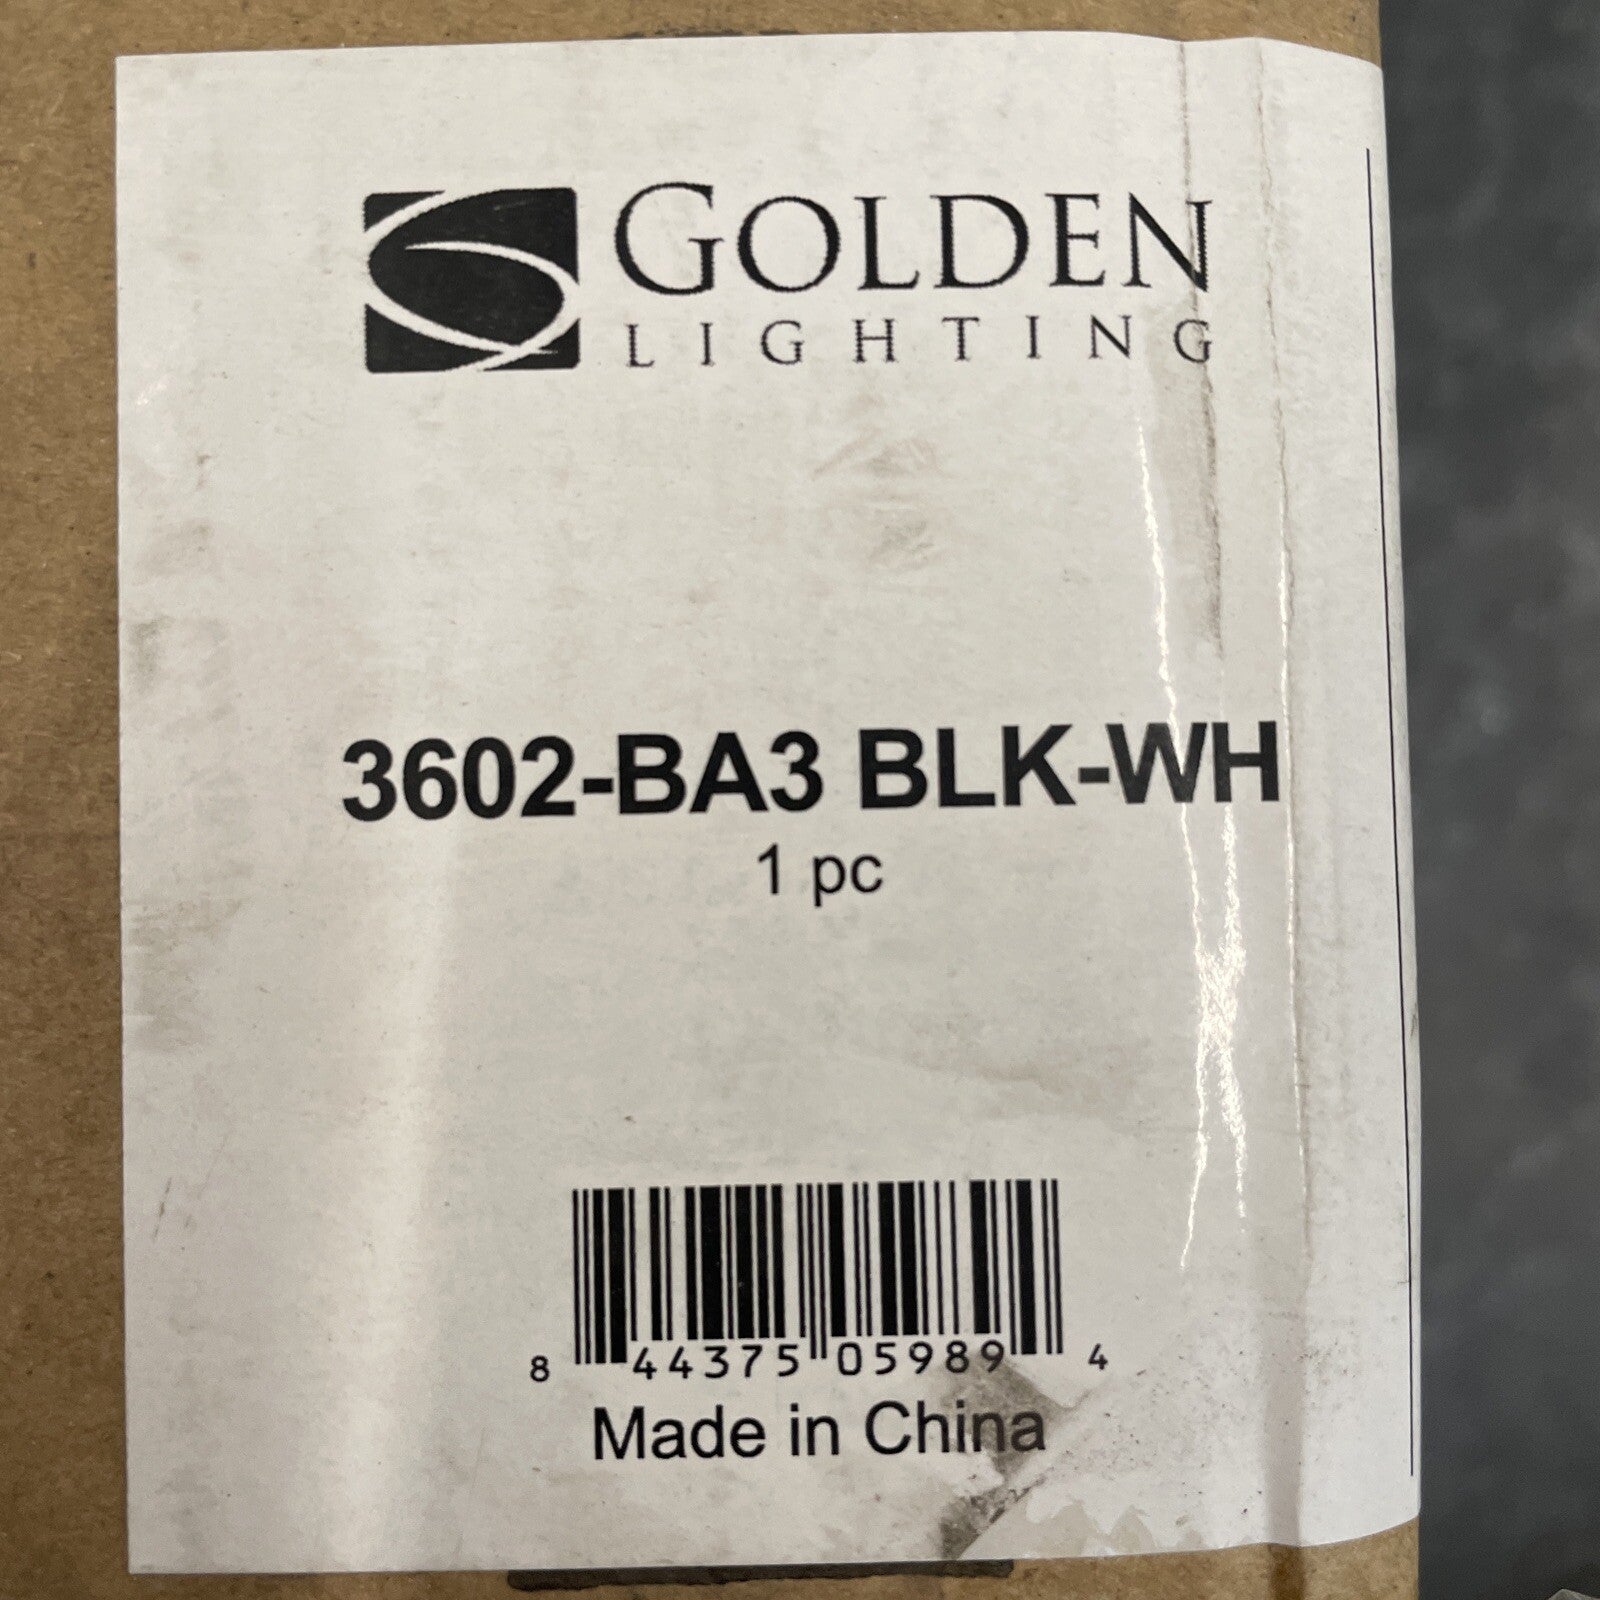 GOLDEN
LIGHTING
3602-BA3 BLK-WH
1 pc
8 44375 05989 4
Made in China